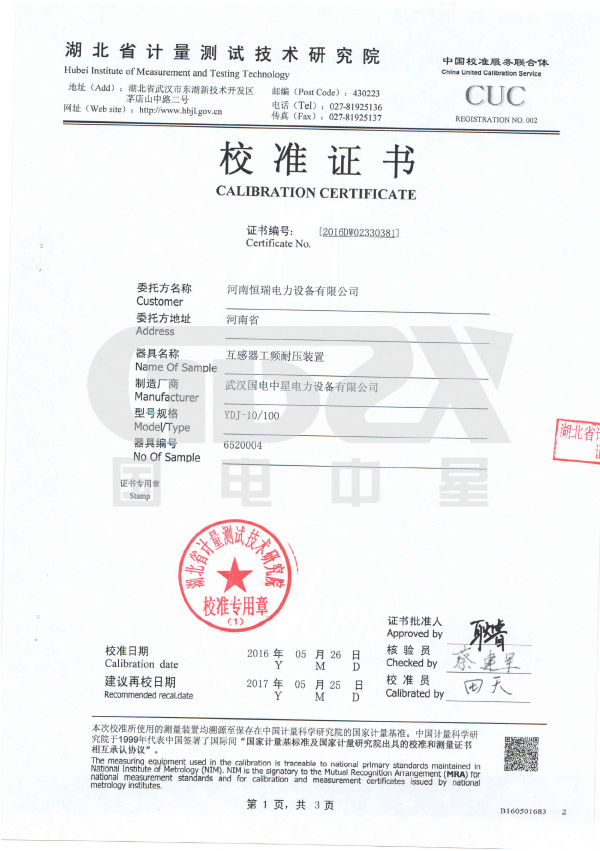 湖北省计量测试技术研究院
Hubei Institute of Measurement and Testing Technology
地址（Add）：湖北省武汉市东湖新技术开发区
茅店山中路二号
网址（Web site）：http://www.hbjl.gov.cn
邮编（Post Code）：430223
电话（Tel）：027-81925136
传真（Fax）：027-81925137
中国校准服务联合体
China United Calibration Service
CUC
REGISTRATION NO. 002
校准证书
CALIBRATION CERTIFICATE
证书编号： [2016DW02330381]
Certificate No.
委托方名称 河南恒瑞电力设备有限公司
Customer
委托方地址 河南省
Address
器具名称 互感器工频耐压装置
Name Of Sample
制造厂商 武汉国电中星电力设备有限公司
Manufacturer
型号规格 YDJ-10/100
Model/Type
器具编号 6520004
No Of Sample
国电中星
证书专用章
Stamp
湖北省计
证
湖北省计量测试技术研究院
校准专用章
(1)
证书批准人
Approved by
核验员 蔡建军
Checked by
校准员 田天
Calibrated by
校准日期 2016 年 05 月 26 日
Calibration date Y M D
建议再校日期 2017 年 05 月 25 日
Recommended recal.date Y M D
本次校准所使用的测量装置均溯源至保存在中国计量科学研究院的国家计量基准。中国计量科学研
究院于1999年代表中国签署了国际间“国家计量基标准及国家计量研究院出具的校准和测量证书
相互承认协议”。
The measuring equipment used in the calibration is traceable to national primary standards maintained in
National Institute of Metrology (NIM). NIM is the signatory to the Mutual Recognition Arrangement (MRA) for
national measurement standards and for calibration and measurement certificates issued by national
metrology institutes.
第 1 页，共 3 页
B160501683 2